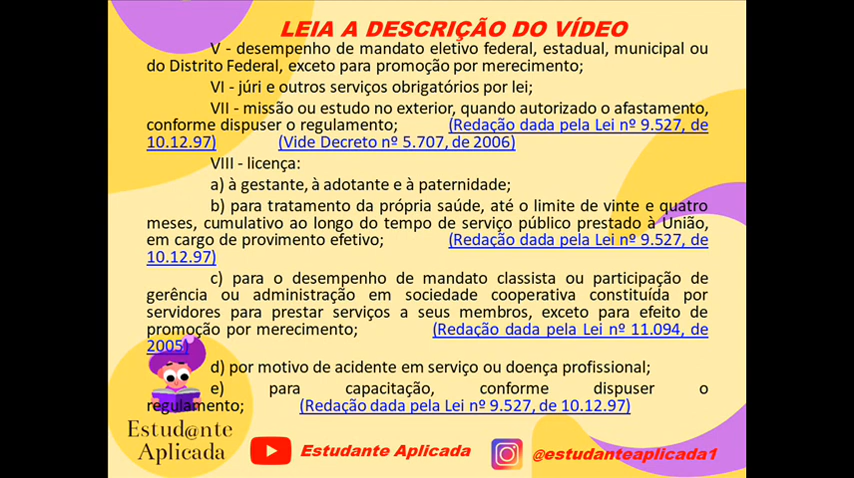 LEIA A DESCRIÇÃO DO VÍDEO
V - desempenho de mandato eletivo federal, estadual, municipal ou
do Distrito Federal, exceto para promoção por merecimento;
VI - júri e outros serviços obrigatórios por lei;
VII - missão ou estudo no exterior, quando autorizado o afastamento,
conforme dispuser o regulamento; (Redação dada pela Lei nº 9.527, de
10.12.97) (Vide Decreto nº 5.707, de 2006)
VIII - licença:
a) à gestante, à adotante e à paternidade;
b) para tratamento da própria saúde, até o limite de vinte e quatro
meses, cumulativo ao longo do tempo de serviço público prestado à União,
em cargo de provimento efetivo; (Redação dada pela Lei nº 9.527, de
10.12.97)
c) para o desempenho de mandato classista ou participação de
gerência ou administração em sociedade cooperativa constituída por
servidores para prestar serviços a seus membros, exceto para efeito de
promoção por merecimento; (Redação dada pela Lei nº 11.094, de
2005)
d) por motivo de acidente em serviço ou doença profissional;
e) para capacitação, conforme dispuser o
regulamento; (Redação dada pela Lei nº 9.527, de 10.12.97)
Estud@nte
Aplicada
Estudante Aplicada
@estudanteaplicada1